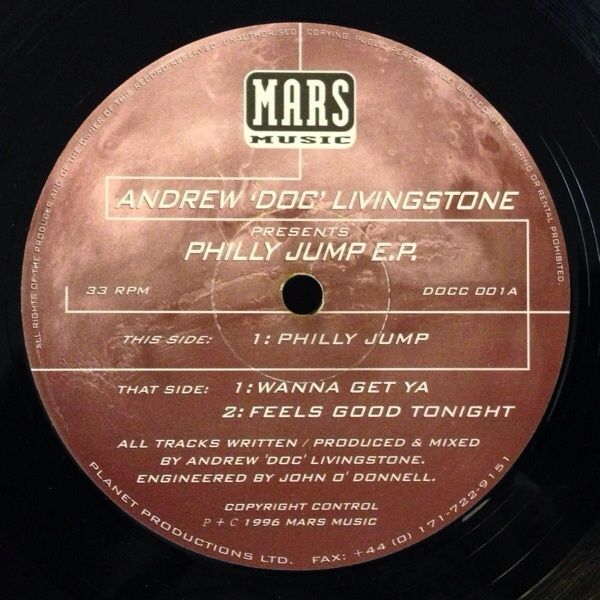 ALL RIGHTS OF THE PRODUCER AND OF THE OWNER OF THIS RECORD RESERVED. UNAUTHORISED COPYING, PUBLIC PERFORMANCE, BROADCASTING, HIRING OR RENTAL PROHIBITED.
MARS
MUSIC
ANDREW 'DOC' LIVINGSTONE
PRESENTS
PHILLY JUMP E.P.
33 RPM DOCC 001A
THIS SIDE: 1: PHILLY JUMP
THAT SIDE: 1: WANNA GET YA
2: FEELS GOOD TONIGHT
ALL TRACKS WRITTEN / PRODUCED & MIXED
BY ANDREW 'DOC' LIVINGSTONE.
ENGINEERED BY JOHN O' DONNELL.
COPYRIGHT CONTROL
P + C 1996 MARS MUSIC
PLANET PRODUCTIONS LTD. FAX: +44 (0) 171-722-9151